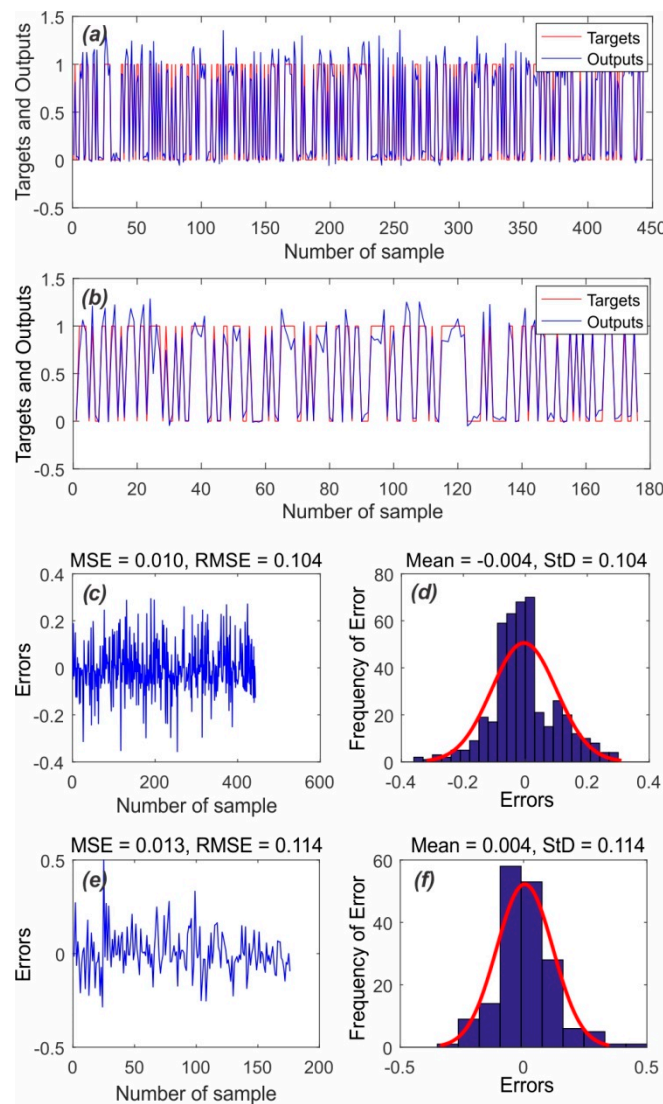 (a)
Targets
Outputs
Targets and Outputs
1.5
1
0.5
0
-0.5
0 50 100 150 200 250 300 350 400 450
Number of sample
(b)
Targets
Outputs
Targets and Outputs
1.5
1
0.5
0
-0.5
0 20 40 60 80 100 120 140 160 180
Number of sample
MSE = 0.010, RMSE = 0.104
(c)
Errors
0.4
0.2
0
-0.2
-0.4
0 200 400 600
Number of sample
Mean = -0.004, StD = 0.104
(d)
Frequency of Error
80
60
40
20
0
-0.4 -0.2 0 0.2 0.4
Errors
MSE = 0.013, RMSE = 0.114
(e)
Errors
0.5
0
-0.5
0 50 100 150 200
Number of sample
Mean = 0.004, StD = 0.114
(f)
Frequency of Error
60
40
20
0
-0.5 0 0.5
Errors